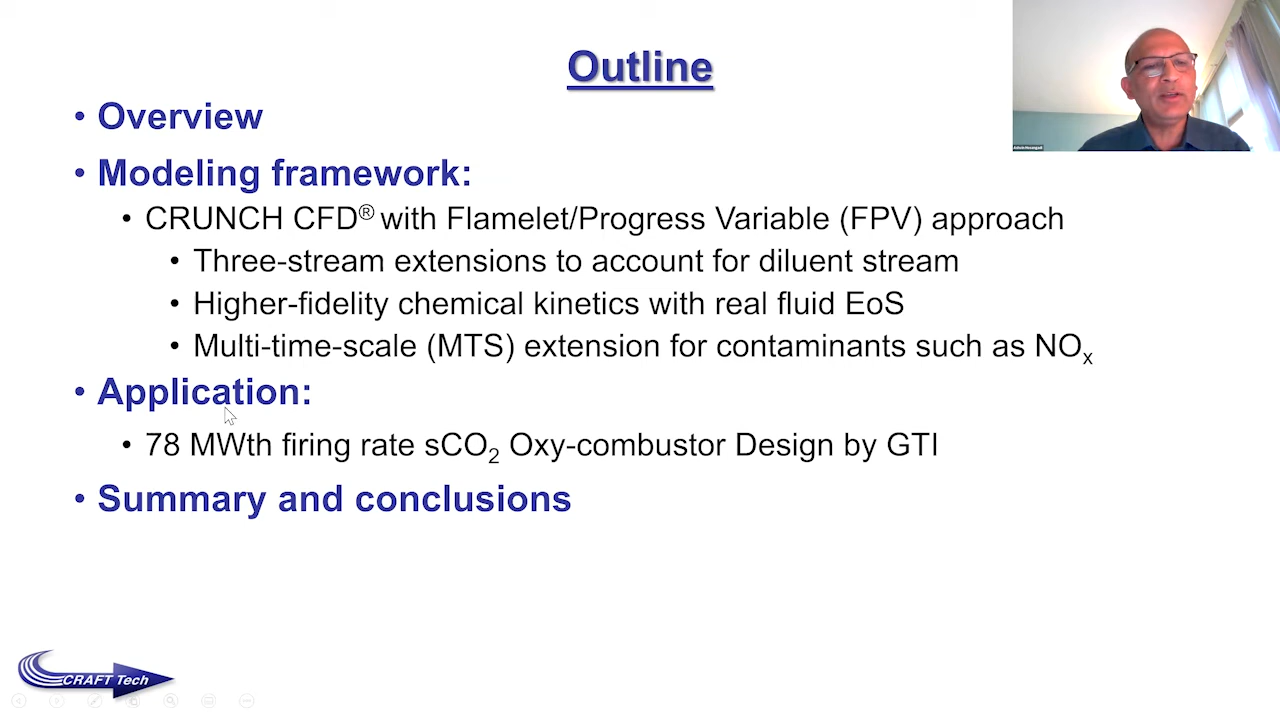 Outline
• Overview
• Modeling framework:
• CRUNCH CFD® with Flamelet/Progress Variable (FPV) approach
• Three-stream extensions to account for diluent stream
• Higher-fidelity chemical kinetics with real fluid EoS
• Multi-time-scale (MTS) extension for contaminants such as NOx
• Application:
• 78 MWth firing rate sCO2 Oxy-combustor Design by GTI
• Summary and conclusions
CRAFT Tech